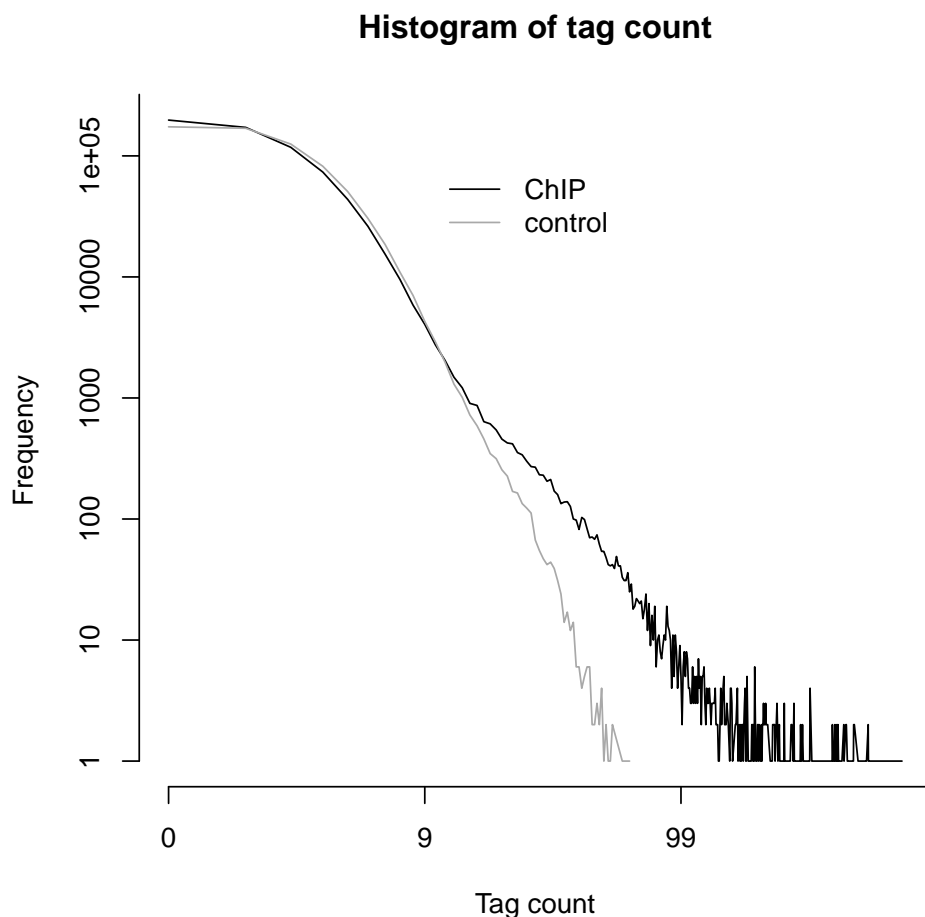 Histogram of tag count
1e+05
10000
1000
100
10
1
Frequency
ChIP
control
0 9 99
Tag count